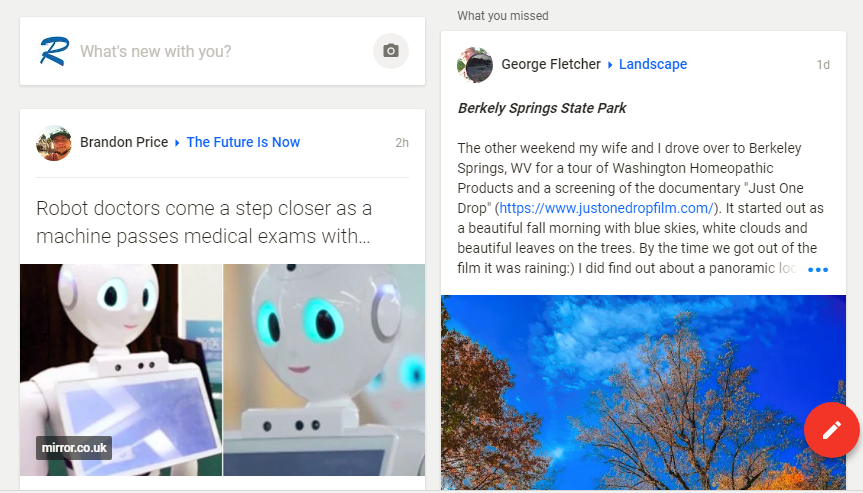 What's new with you?
Brandon Price ▸ The Future Is Now 2h
Robot doctors come a step closer as a
machine passes medical exams with...
mirror.co.uk
What you missed
George Fletcher ▸ Landscape 1d
Berkely Springs State Park
The other weekend my wife and I drove over to Berkeley
Springs, WV for a tour of Washington Homeopathic
Products and a screening of the documentary "Just One
Drop" (https://www.justonedropfilm.com/). It started out as
a beautiful fall morning with blue skies, white clouds and
beautiful leaves on the trees. By the time we got out of the
film it was raining:) I did find out about a panoramic loc